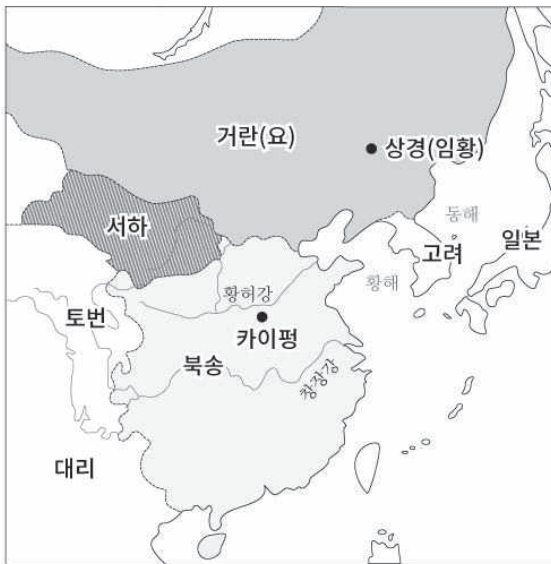 거란(요)
상경(임황)
서하
동해
고려
일본
황허강
황해
토번
카이펑
북송
창장강
대리